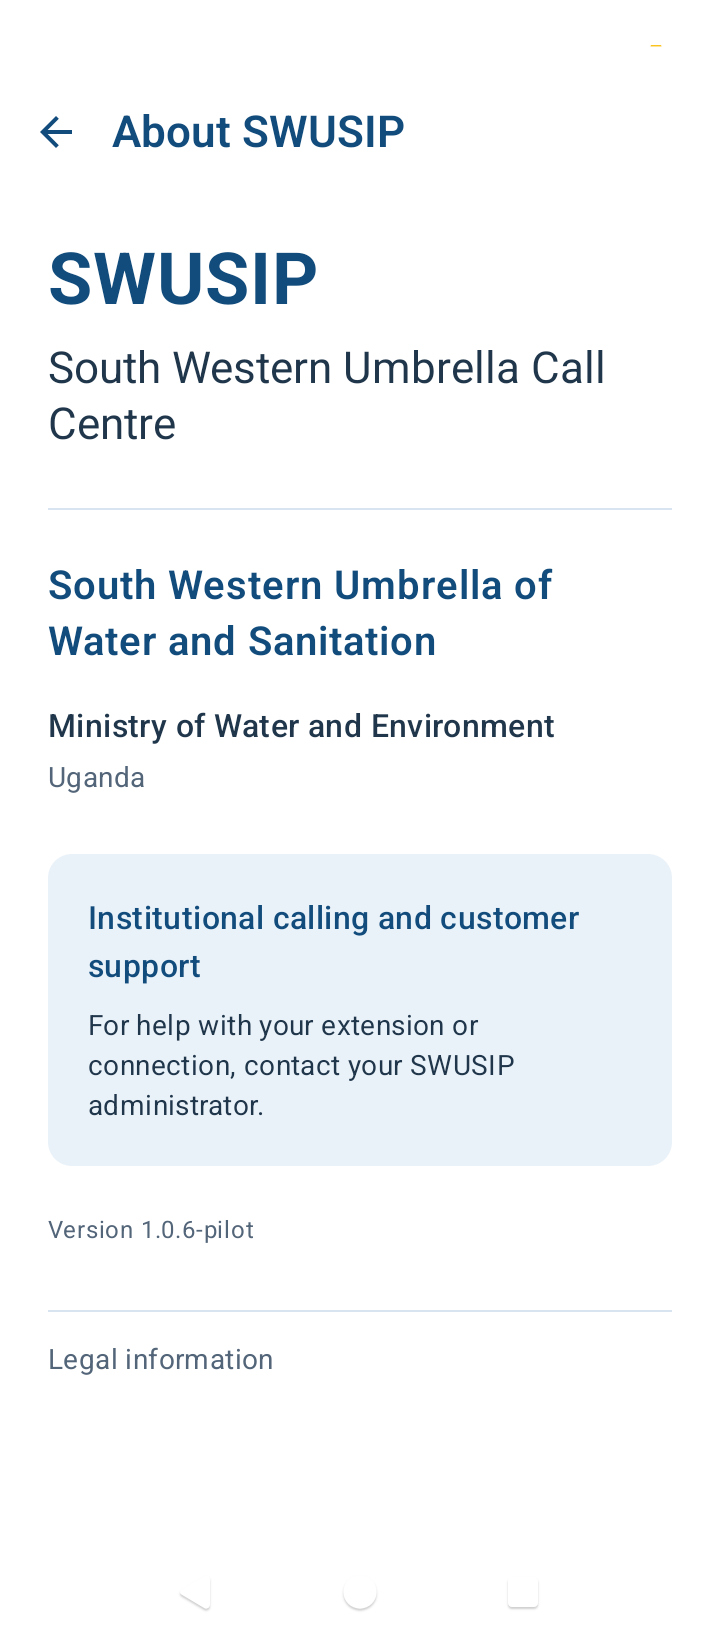 About SWUSIP
SWUSIP
South Western Umbrella Call
Centre
South Western Umbrella of
Water and Sanitation
Ministry of Water and Environment
Uganda
Institutional calling and customer
support
For help with your extension or
connection, contact your SWUSIP
administrator.
Version 1.0.6-pilot
Legal information